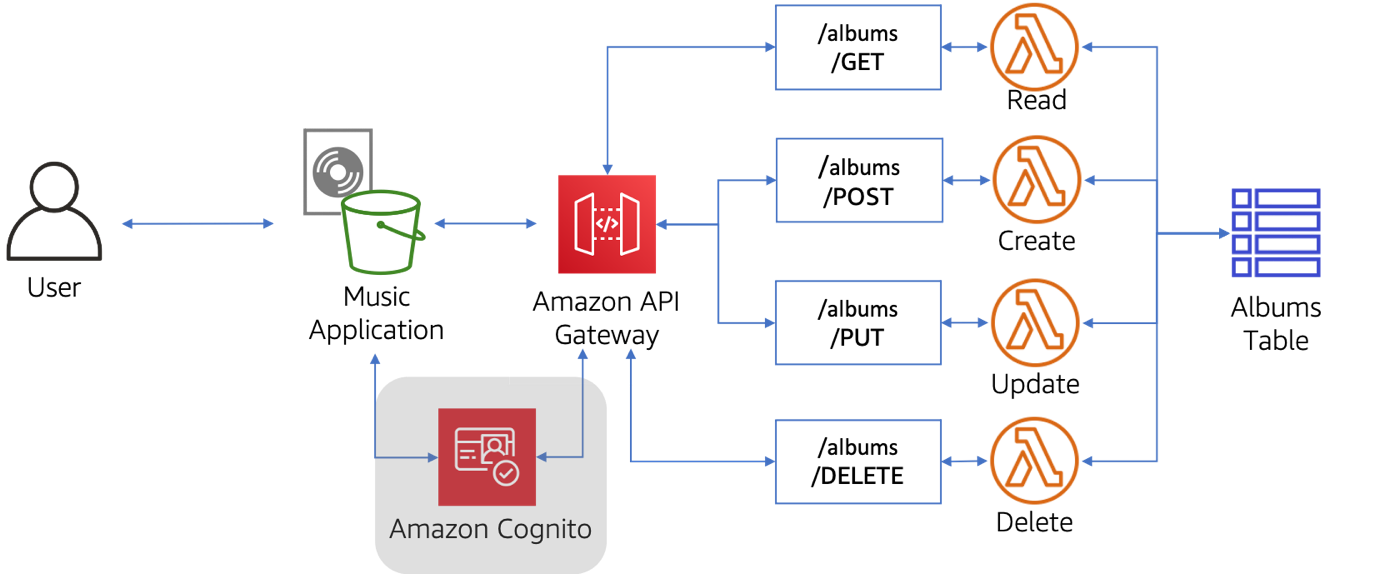 /albums
/GET
Read
/albums
/POST
Create
User
Music
Application
Amazon API
Gateway
</>
/albums
/PUT
Update
Albums
Table
Amazon Cognito
/albums
/DELETE
Delete